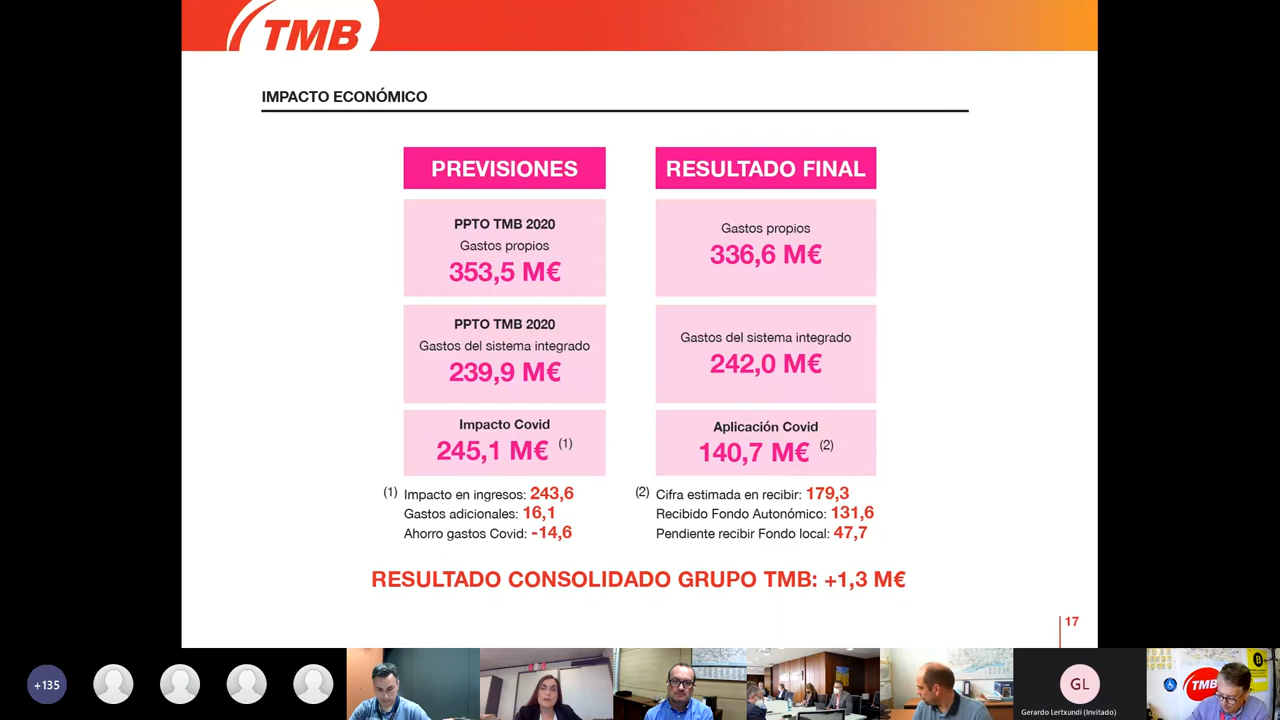 TMB
IMPACTO ECONÓMICO
PREVISIONES
PPTO TMB 2020
Gastos propios
353,5 M€
PPTO TMB 2020
Gastos del sistema integrado
239,9 M€
Impacto Covid
245,1 M€ (1)
(1) Impacto en ingresos: 243,6
Gastos adicionales: 16,1
Ahorro gastos Covid: -14,6
RESULTADO FINAL
Gastos propios
336,6 M€
Gastos del sistema integrado
242,0 M€
Aplicación Covid
140,7 M€ (2)
(2) Cifra estimada en recibir: 179,3
Recibido Fondo Autonómico: 131,6
Pendiente recibir Fondo local: 47,7
RESULTADO CONSOLIDADO GRUPO TMB: +1,3 M€
17
+135
GL
Gerardo Lertxundi (Invitado)
TMB